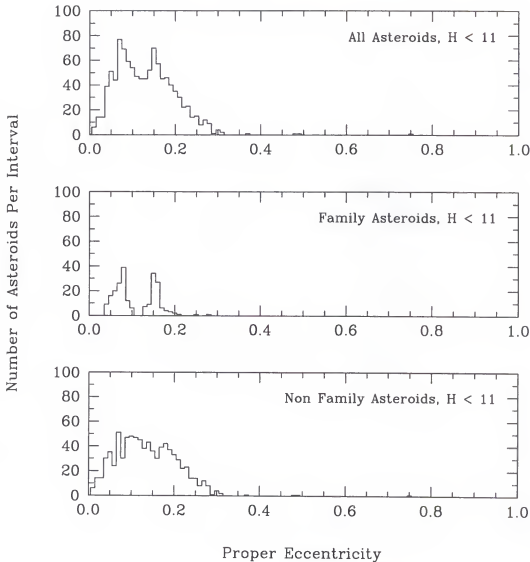 Number of Asteroids Per Interval
100
80
60
40
20
0
All Asteroids, H < 11
0.0 0.2 0.4 0.6 0.8 1.0
100
80
60
40
20
0
Family Asteroids, H < 11
0.0 0.2 0.4 0.6 0.8 1.0
100
80
60
40
20
0
Non Family Asteroids, H < 11
0.0 0.2 0.4 0.6 0.8 1.0
Proper Eccentricity